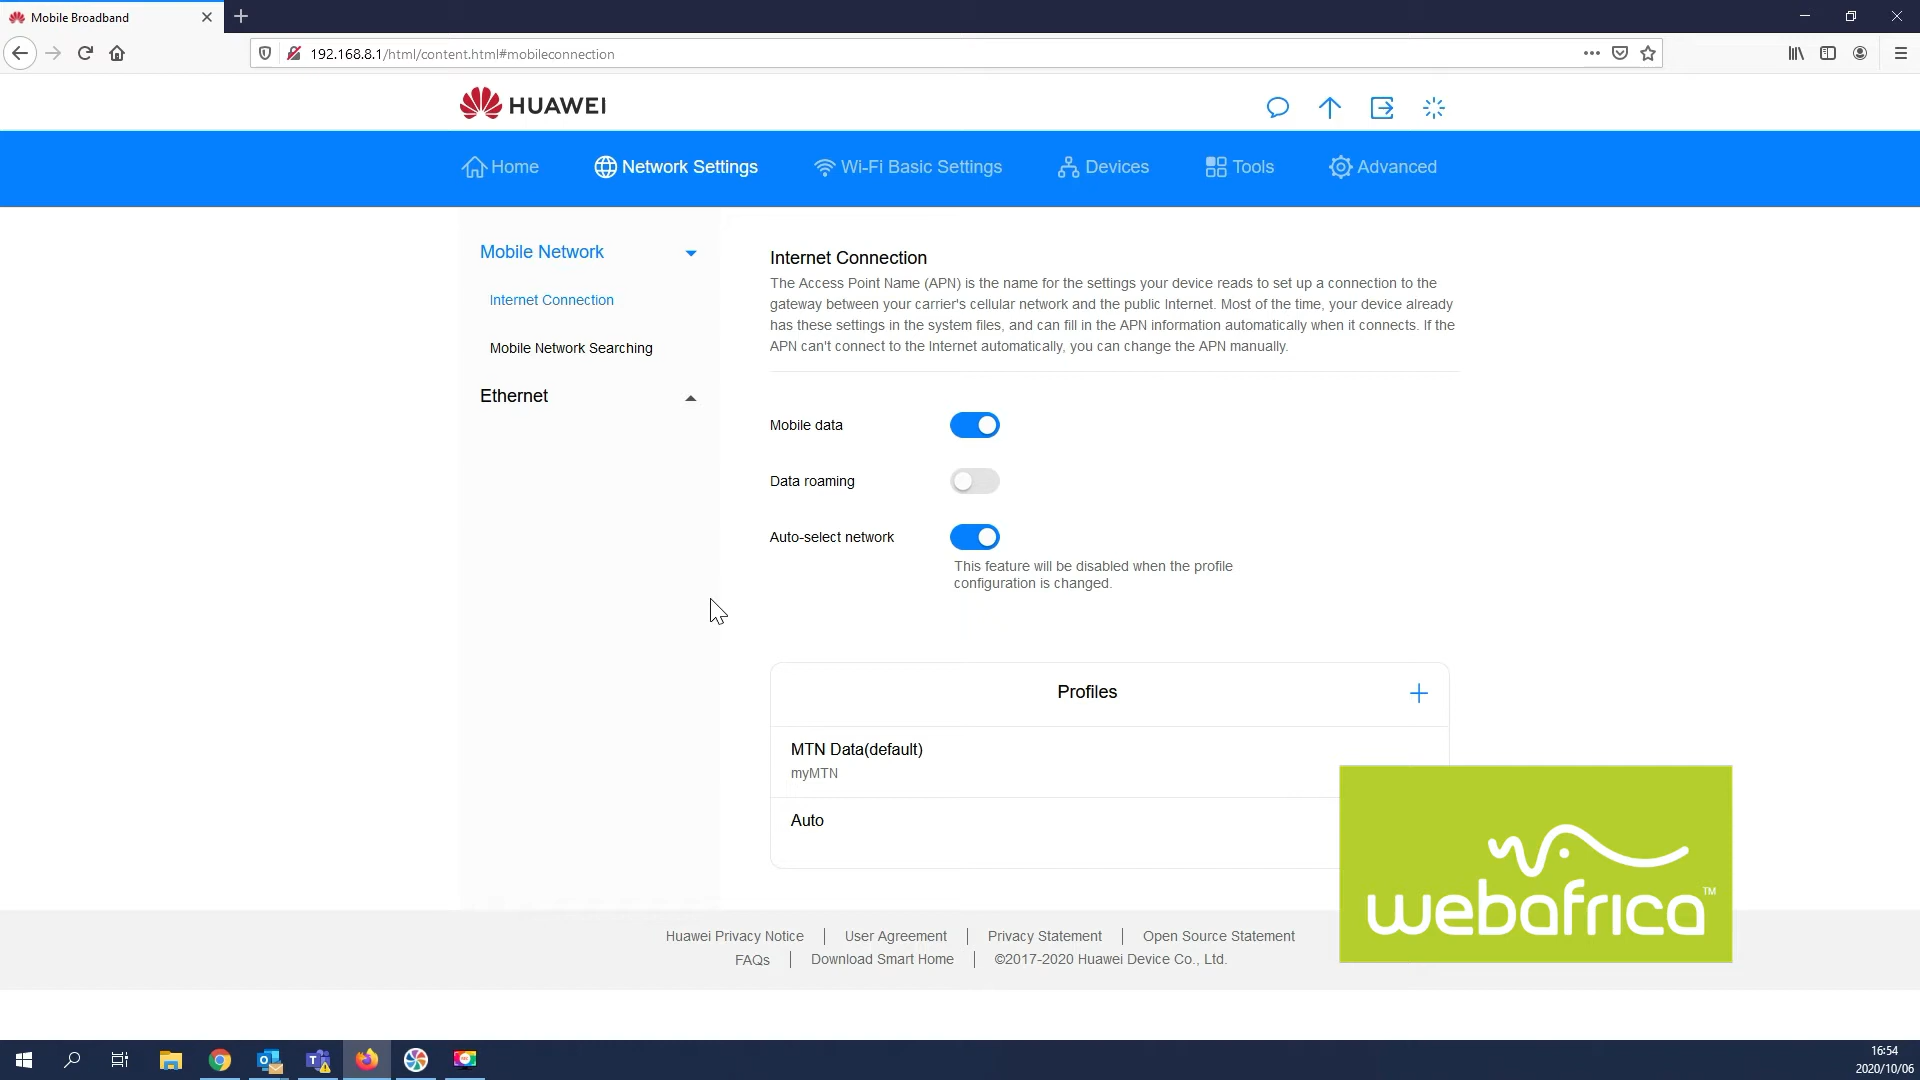 Mobile Broadband
192.168.8.1/html/content.html#mobileconnection
HUAWEI
Home
Network Settings
Wi-Fi Basic Settings
Devices
Tools
Advanced
Mobile Network
Internet Connection
Mobile Network Searching
Ethernet
Internet Connection
The Access Point Name (APN) is the name for the settings your device reads to set up a connection to the
gateway between your carrier's cellular network and the public Internet. Most of the time, your device already
has these settings in the system files, and can fill in the APN information automatically when it connects. If the
APN can't connect to the Internet automatically, you can change the APN manually.
Mobile data
Data roaming
Auto-select network
This feature will be disabled when the profile
configuration is changed.
Profiles
MTN Data(default)
myMTN
Auto
webafrica™
Huawei Privacy Notice | User Agreement | Privacy Statement | Open Source Statement
FAQs | Download Smart Home | ©2017-2020 Huawei Device Co., Ltd.
16:54
2020/10/06